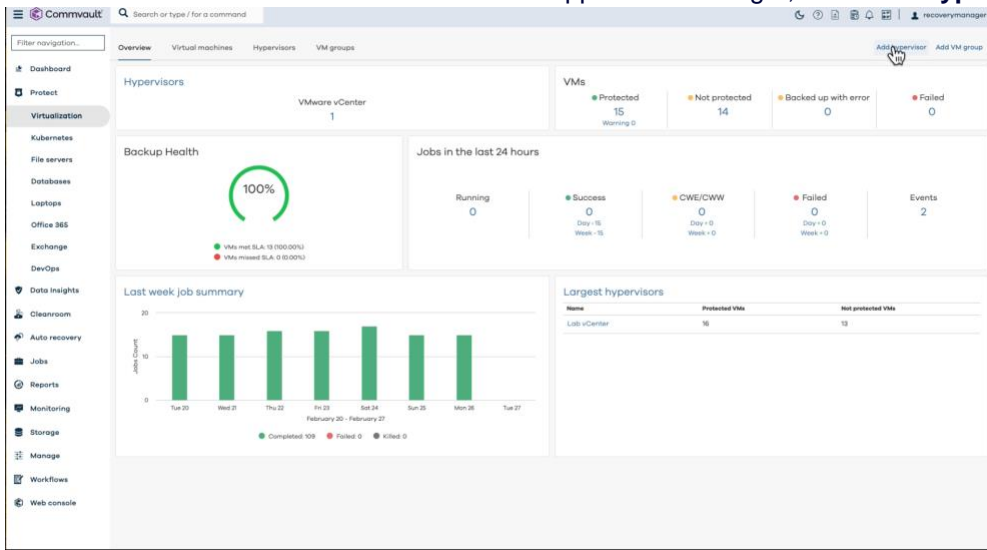 Commvault
Search or type / for a command
recoverymanager
Filter navigation...
Overview
Virtual machines
Hypervisors
VM groups
Add hypervisor
Add VM group
Dashboard
Protect
Virtualization
Kubernetes
File servers
Databases
Laptops
Office 365
Exchange
DevOps
Data Insights
Cleanroom
Auto recovery
Jobs
Reports
Monitoring
Storage
Manage
Workflows
Web console
Hypervisors
VMware vCenter
1
VMs
Protected
15
Warning 0
Not protected
14
Backed up with error
0
Failed
0
Backup Health
100%
VMs met SLA: 13 (100.00%)
VMs missed SLA: 0 (0.00%)
Jobs in the last 24 hours
Running
0
Success
0
Day - 15
Week - 15
CWE/CWW
0
Day - 0
Week - 0
Failed
0
Day - 0
Week - 0
Events
2
Last week job summary
Jobs Count
20
10
0
Tue 20 Wed 21 Thu 22 Fri 23 Sat 24 Sun 25 Mon 26 Tue 27
February 20 - February 27
Completed: 109 Failed: 0 Killed: 0
Largest hypervisors
Name Protected VMs Not protected VMs
Lab vCenter 16 13